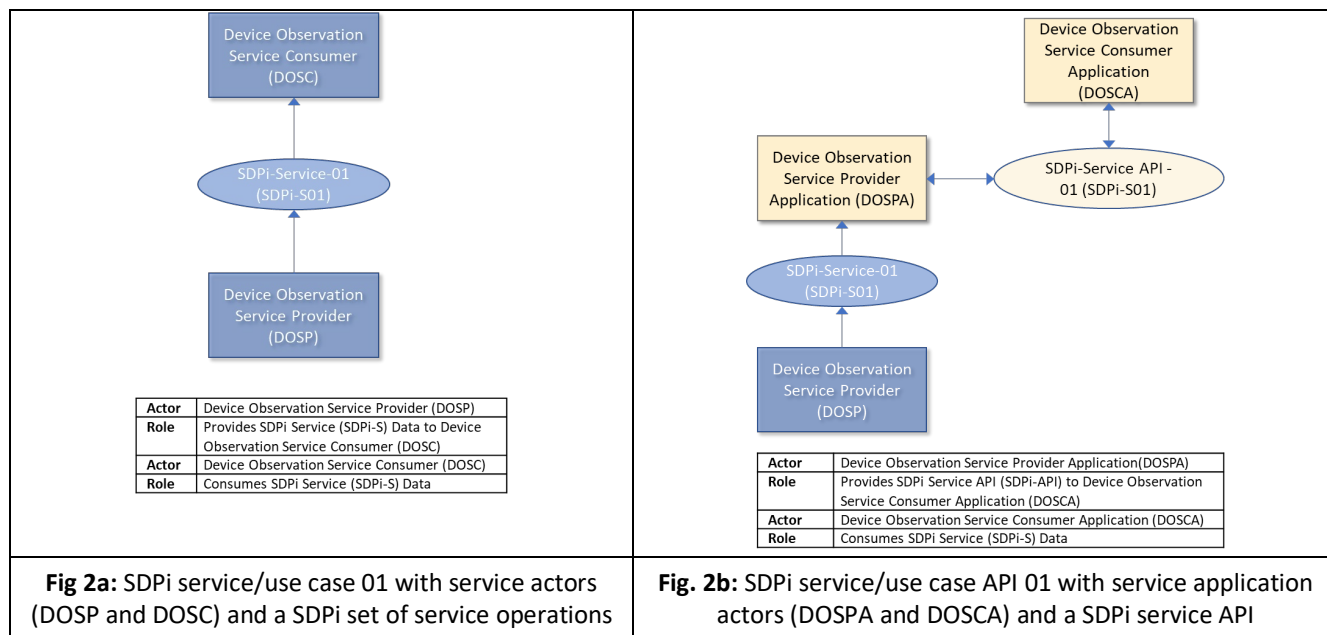 Device Observation
Service Consumer
(DOSC)
SDPi-Service-01
(SDPi-S01)
Device Observation
Service Provider
(DOSP)
Actor Device Observation Service Provider (DOSP)
Role Provides SDPi Service (SDPi-S) Data to Device
Observation Service Consumer (DOSC)
Actor Device Observation Service Consumer (DOSC)
Role Consumes SDPi Service (SDPi-S) Data
Device Observation
Service Consumer
Application
(DOSCA)
Device Observation
Service Provider
Application (DOSPA)
SDPi-Service API -
01 (SDPi-S01)
SDPi-Service-01
(SDPi-S01)
Device Observation
Service Provider
(DOSP)
Actor Device Observation Service Provider Application(DOSPA)
Role Provides SDPi Service API (SDPi-API) to Device Observation
Service Consumer Application (DOSCA)
Actor Device Observation Service Consumer Application (DOSCA)
Role Consumes SDPi Service (SDPi-S) Data
Fig 2a: SDPi service/use case 01 with service actors
(DOSP and DOSC) and a SDPi set of service operations
Fig. 2b: SDPi service/use case API 01 with service application
actors (DOSPA and DOSCA) and a SDPi service API